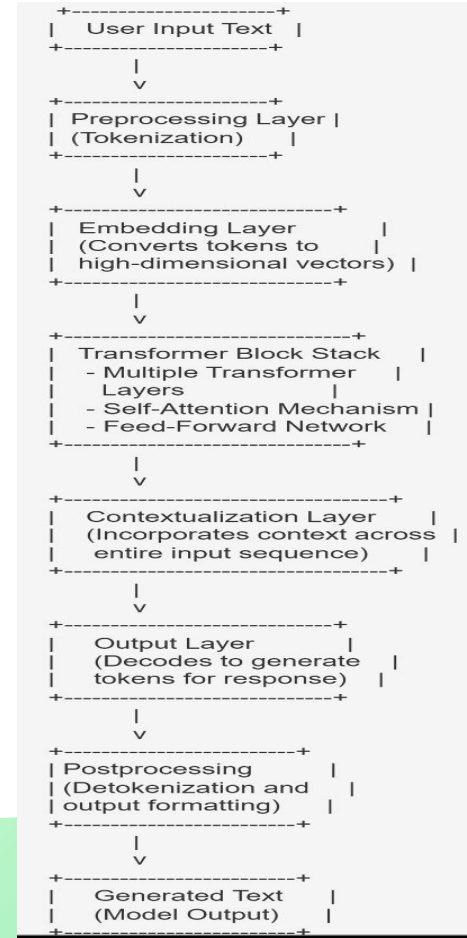 +----------------------+
| User Input Text |
+----------------------+
|
v
+----------------------+
| Preprocessing Layer |
| (Tokenization) |
+----------------------+
|
v
+-----------------------------+
| Embedding Layer |
| (Converts tokens to |
| high-dimensional vectors) |
+-----------------------------+
|
v
+-------------------------------+
| Transformer Block Stack |
| - Multiple Transformer |
| Layers |
| - Self-Attention Mechanism |
| - Feed-Forward Network |
+-------------------------------+
|
v
+-----------------------------------+
| Contextualization Layer |
| (Incorporates context across |
| entire input sequence) |
+-----------------------------------+
|
v
+-----------------------------+
| Output Layer |
| (Decodes to generate |
| tokens for response) |
+-----------------------------+
|
v
+-------------------------+
| Postprocessing |
| (Detokenization and |
| output formatting) |
+-------------------------+
|
v
+-------------------------+
| Generated Text |
| (Model Output) |
+-------------------------+